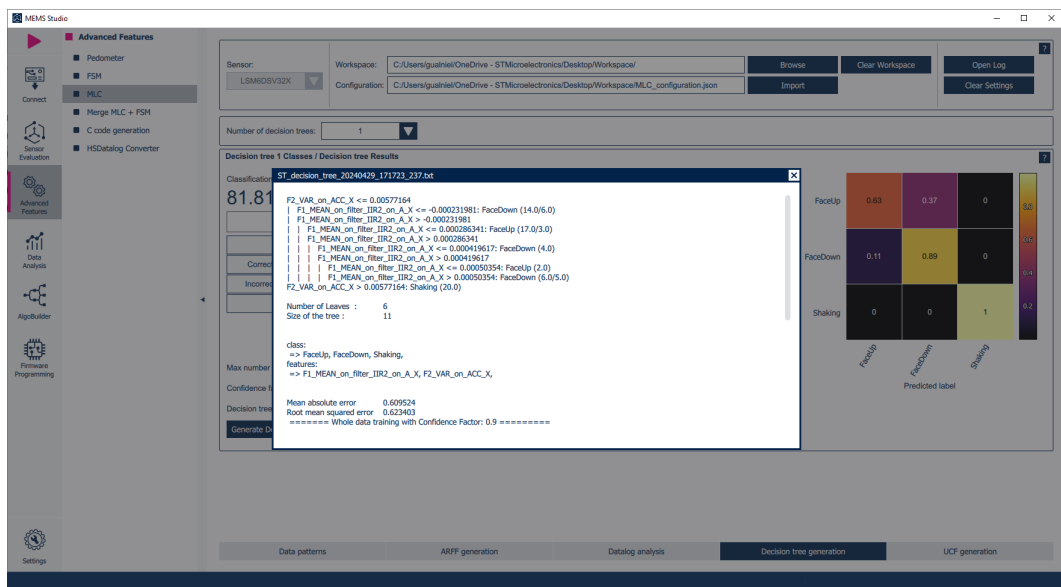 MEMS Studio
Advanced Features
Pedometer
FSM
MLC
Merge MLC + FSM
C code generation
HSDatalog Converter
Connect
Sensor
Evaluation
Advanced
Features
Data
Analysis
AlgoBuilder
Firmware
Programming
Settings
Sensor:
LSM6DSV32X
Workspace:
C:/Users/gualniel/OneDrive - STMicroelectronics/Desktop/Workspace/
Browse
Clear Workspace
Open Log
?
Configuration:
C:/Users/gualniel/OneDrive - STMicroelectronics/Desktop/Workspace/MLC_configuration.json
Import
Clear Settings
Number of decision trees:
1
Decision tree 1 Classes / Decision tree Results
?
Classification
81.81
Correc
Incorrec
Max number
Confidence fa
Decision tree
Generate De
ST_decision_tree_20240429_171723_237.txt
F2_VAR_on_ACC_X <= 0.00577164
| F1_MEAN_on_filter_IIR2_on_A_X <= -0.000231981: FaceDown (14.0/6.0)
| F1_MEAN_on_filter_IIR2_on_A_X > -0.000231981
| | F1_MEAN_on_filter_IIR2_on_A_X <= 0.000286341: FaceUp (17.0/3.0)
| | F1_MEAN_on_filter_IIR2_on_A_X > 0.000286341
| | | F1_MEAN_on_filter_IIR2_on_A_X <= 0.000419617: FaceDown (4.0)
| | | F1_MEAN_on_filter_IIR2_on_A_X > 0.000419617
| | | | F1_MEAN_on_filter_IIR2_on_A_X <= 0.00050354: FaceUp (2.0)
| | | | F1_MEAN_on_filter_IIR2_on_A_X > 0.00050354: FaceDown (6.0/5.0)
F2_VAR_on_ACC_X > 0.00577164: Shaking (20.0)
Number of Leaves : 6
Size of the tree : 11
class:
=> FaceUp, FaceDown, Shaking,
features:
=> F1_MEAN_on_filter_IIR2_on_A_X, F2_VAR_on_ACC_X,
Mean absolute error 0.609524
Root mean squared error 0.623403
======= Whole data training with Confidence Factor: 0.9 =========
FaceUp
0.63
0.37
0
FaceDown
0.11
0.89
0
Shaking
0
0
1
FaceUp
FaceDown
Shaking
Predicted label
0.8
0.6
0.4
0.2
Data patterns
ARFF generation
Datalog analysis
Decision tree generation
UCF generation